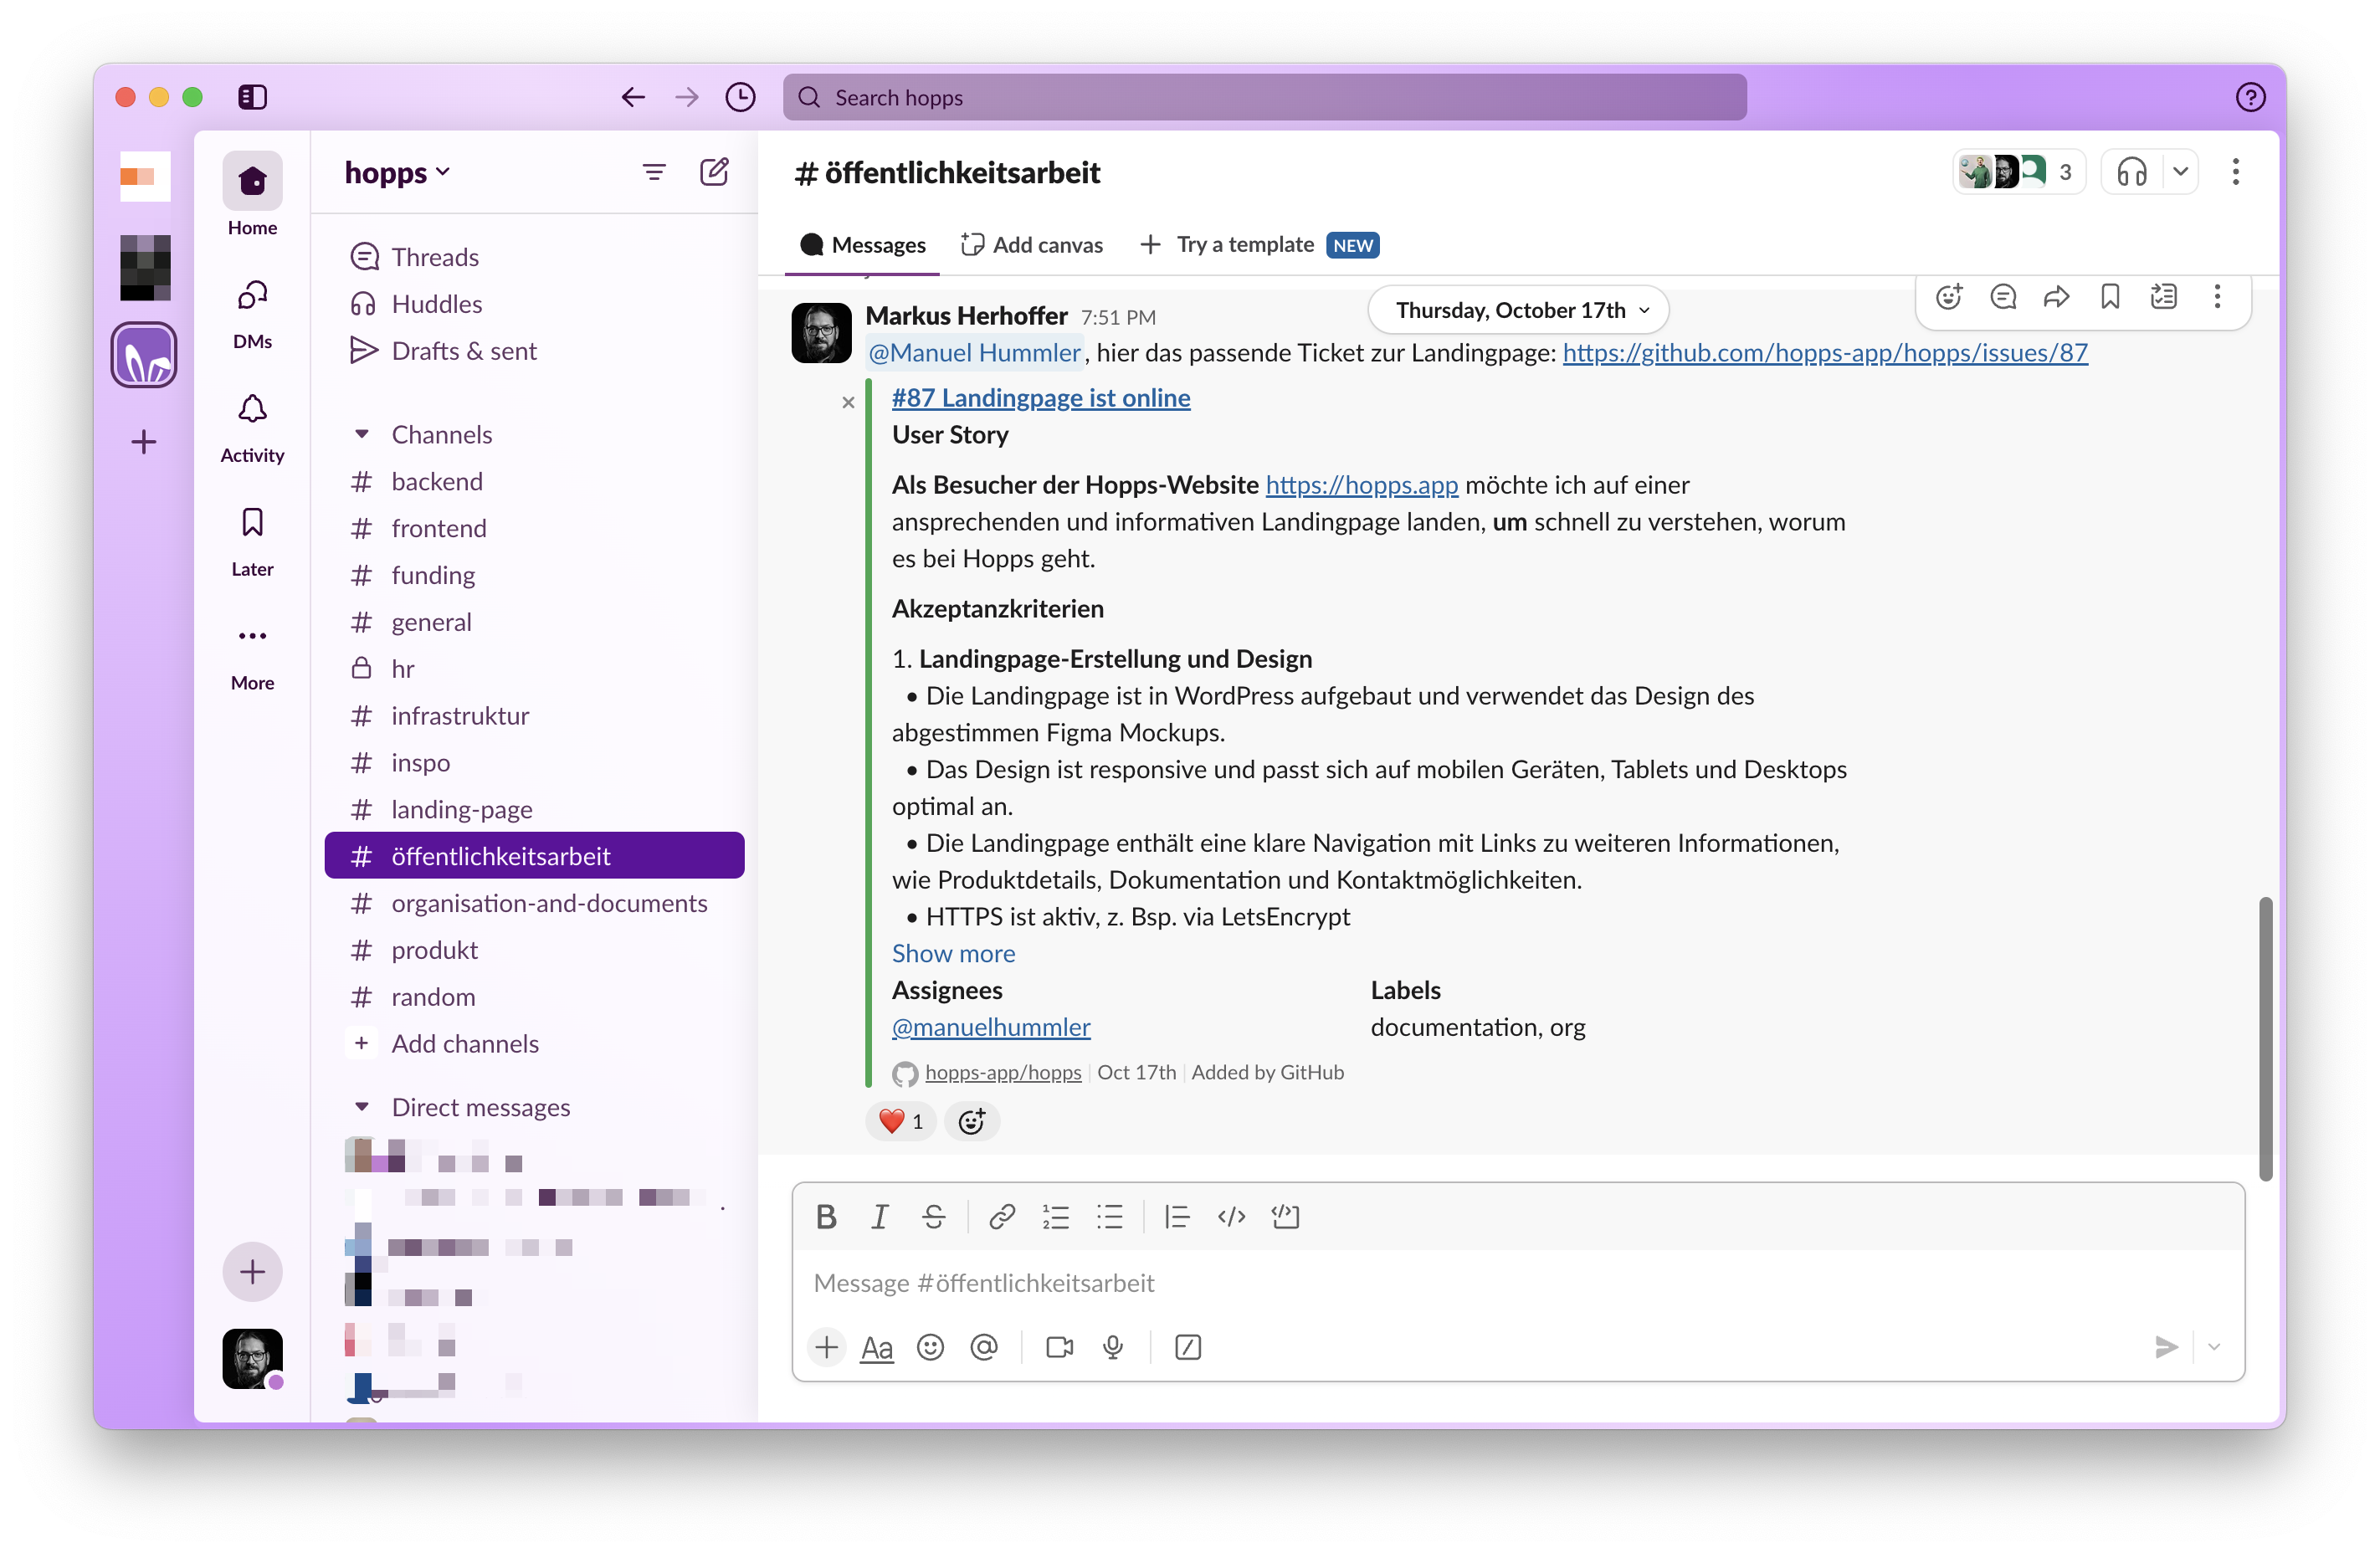 Search hopps
Home
DMs
Activity
Later
More
hopps
Threads
Huddles
Drafts & sent
Channels
# backend
# frontend
# funding
# general
hr
# infrastruktur
# inspo
# landing-page
# öffentlichkeitsarbeit
# organisation-and-documents
# produkt
# random
+ Add channels
Direct messages
# öffentlichkeitsarbeit
3
Messages
Add canvas
+ Try a template NEW
Thursday, October 17th
Markus Herhoffer 7:51 PM
@Manuel Hummler, hier das passende Ticket zur Landingpage: https://github.com/hopps-app/hopps/issues/87
#87 Landingpage ist online
User Story
Als Besucher der Hopps-Website https://hopps.app möchte ich auf einer
ansprechenden und informativen Landingpage landen, um schnell zu verstehen, worum
es bei Hopps geht.
Akzeptanzkriterien
1. Landingpage-Erstellung und Design
• Die Landingpage ist in WordPress aufgebaut und verwendet das Design des
abgestimmen Figma Mockups.
• Das Design ist responsive und passt sich auf mobilen Geräten, Tablets und Desktops
optimal an.
• Die Landingpage enthält eine klare Navigation mit Links zu weiteren Informationen,
wie Produktdetails, Dokumentation und Kontaktmöglichkeiten.
• HTTPS ist aktiv, z. Bsp. via LetsEncrypt
Show more
Assignees
@manuelhummler
Labels
documentation, org
hopps-app/hopps | Oct 17th | Added by GitHub
❤️ 1
Message #öffentlichkeitsarbeit
Aa